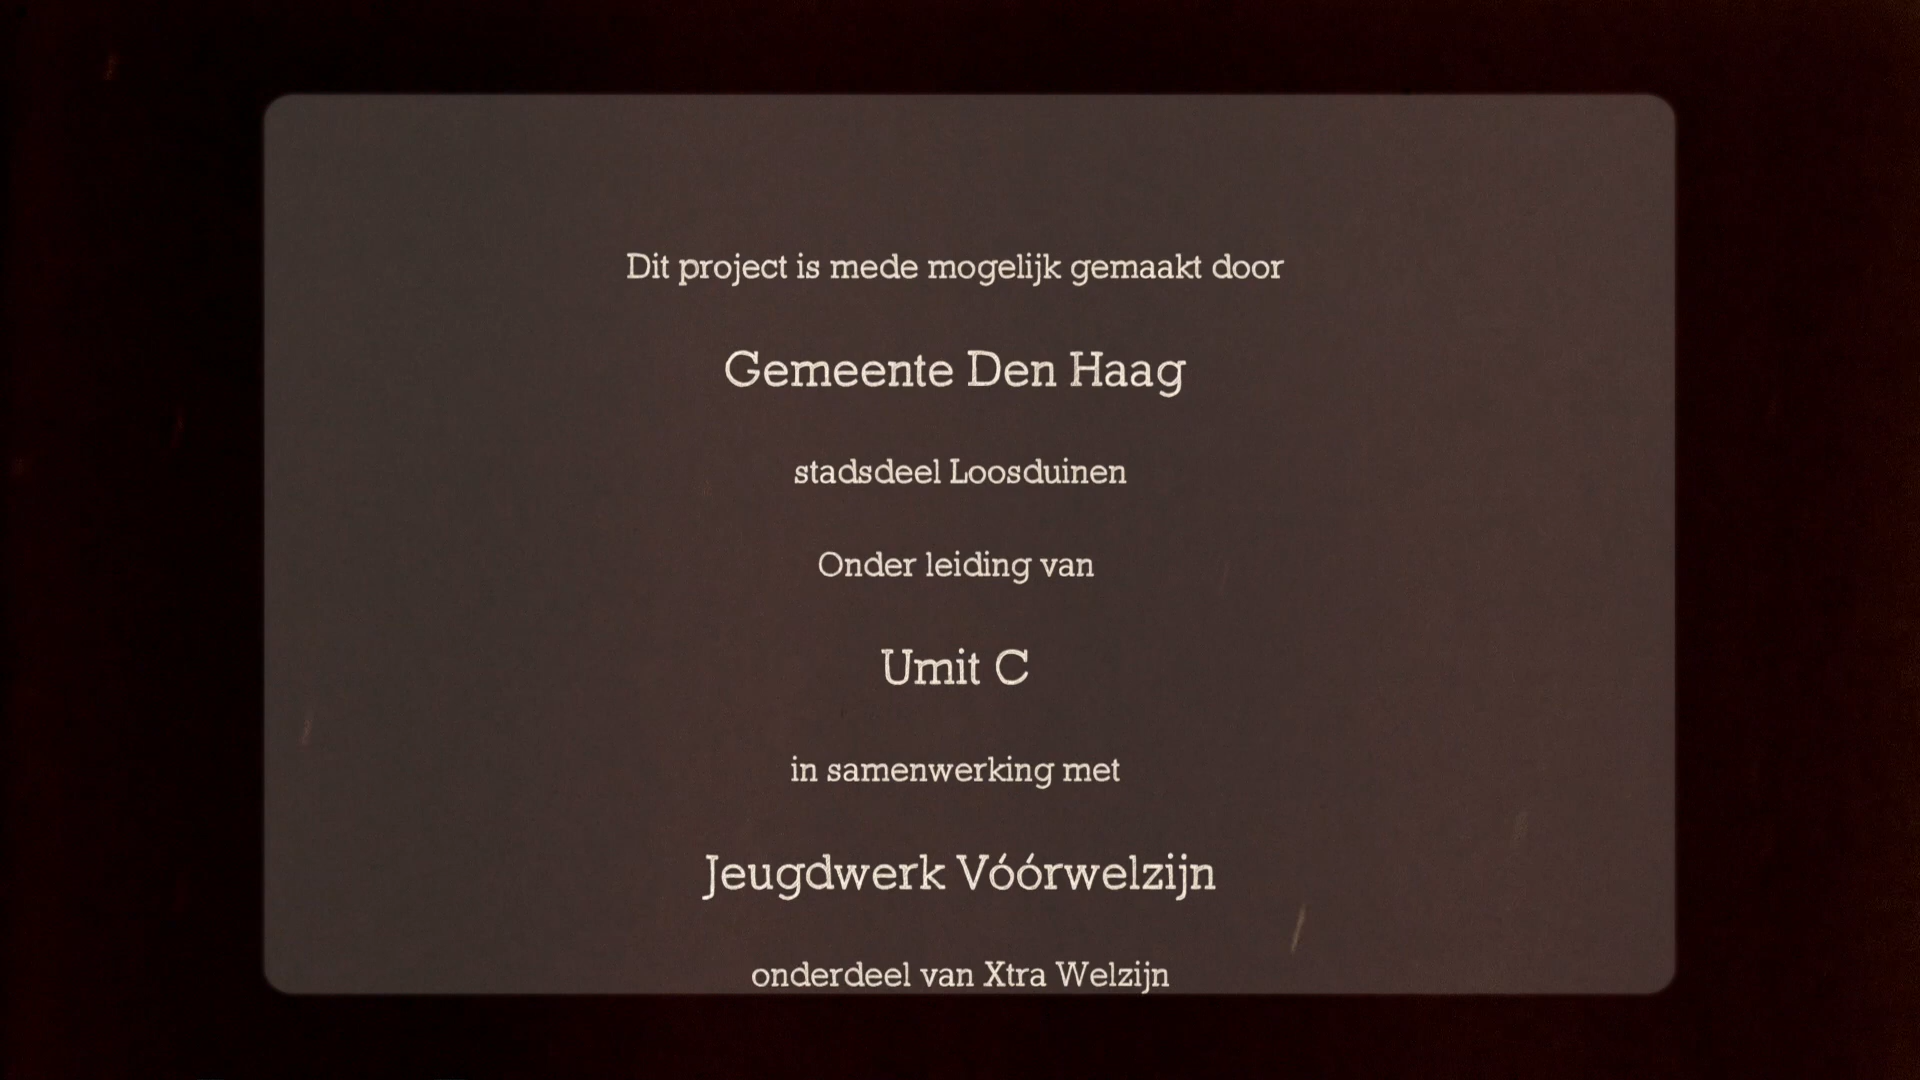 Dit project is mede mogelijk gemaakt door
Gemeente Den Haag
stadsdeel Loosduinen
Onder leiding van
Umit C
in samenwerking met
Jeugdwerk Vóórwelzijn
onderdeel van Xtra Welzijn